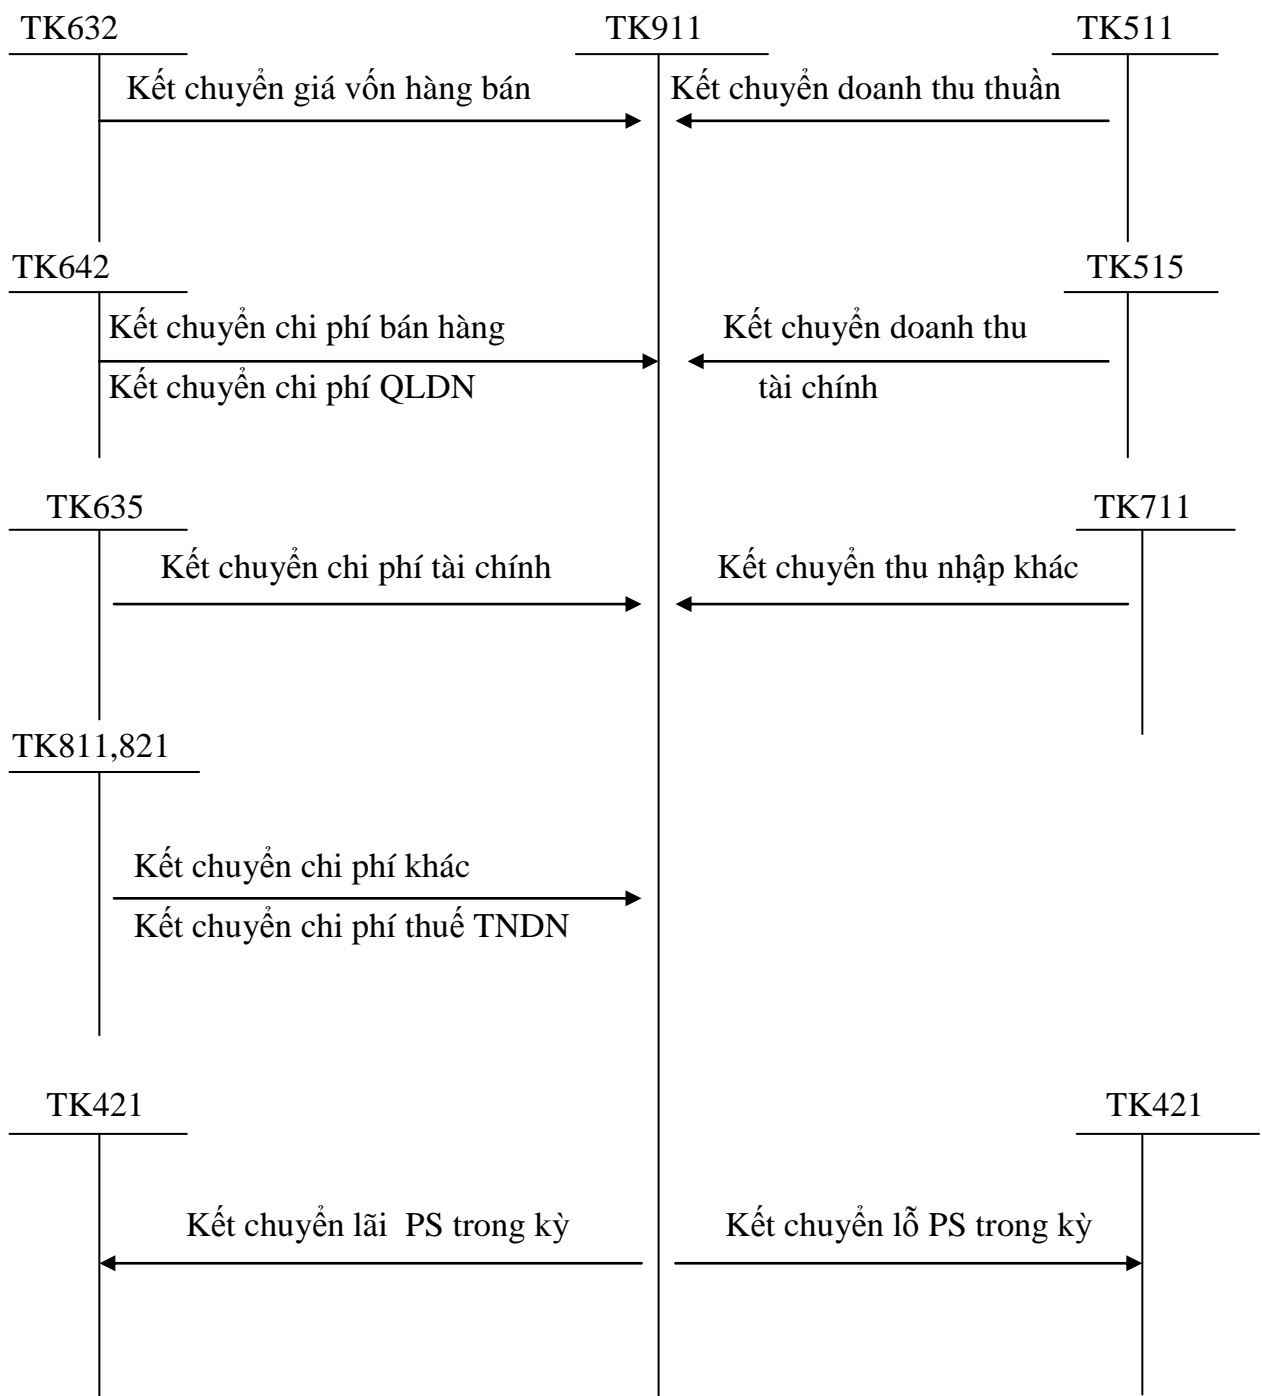 TK632
TK911
TK511
Kết chuyển giá vốn hàng bán
Kết chuyển doanh thu thuần
TK642
TK515
Kết chuyển chi phí bán hàng
Kết chuyển doanh thu
Kết chuyển chi phí QLDN
tài chính
TK635
TK711
Kết chuyển chi phí tài chính
Kết chuyển thu nhập khác
TK811,821
Kết chuyển chi phí khác
Kết chuyển chi phí thuế TNDN
TK421
TK421
Kết chuyển lãi PS trong kỳ
Kết chuyển lỗ PS trong kỳ